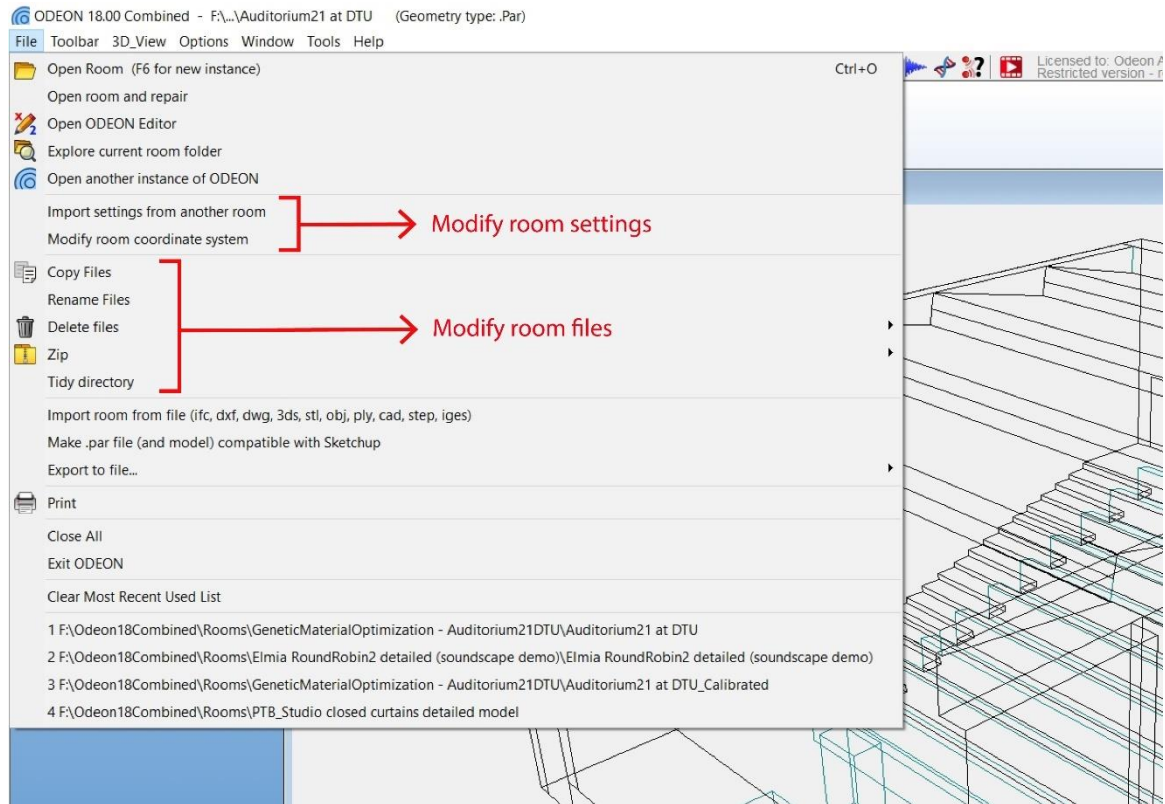 ODEON 18.00 Combined - F:\...\Auditorium21 at DTU (Geometry type: .Par)
File Toolbar 3D_View Options Window Tools Help
Open Room (F6 for new instance) Ctrl+O
Licensed to: Odeon
Restricted version -
Open room and repair
Open ODEON Editor
Explore current room folder
Open another instance of ODEON
Import settings from another room
Modify room settings
Modify room coordinate system
Copy Files
Rename Files
Delete files
Modify room files
Zip
Tidy directory
Import room from file (ifc, dxf, dwg, 3ds, stl, obj, ply, cad, step, iges)
Make .par file (and model) compatible with Sketchup
Export to file...
Print
Close All
Exit ODEON
Clear Most Recent Used List
1 F:\Odeon18Combined\Rooms\GeneticMaterialOptimization - Auditorium21DTU\Auditorium21 at DTU
2 F:\Odeon18Combined\Rooms\Elmia RoundRobin2 detailed (soundscape demo)\Elmia RoundRobin2 detailed (soundscape demo)
3 F:\Odeon18Combined\Rooms\GeneticMaterialOptimization - Auditorium21DTU\Auditorium21 at DTU_Calibrated
4 F:\Odeon18Combined\Rooms\PTB_Studio closed curtains detailed model